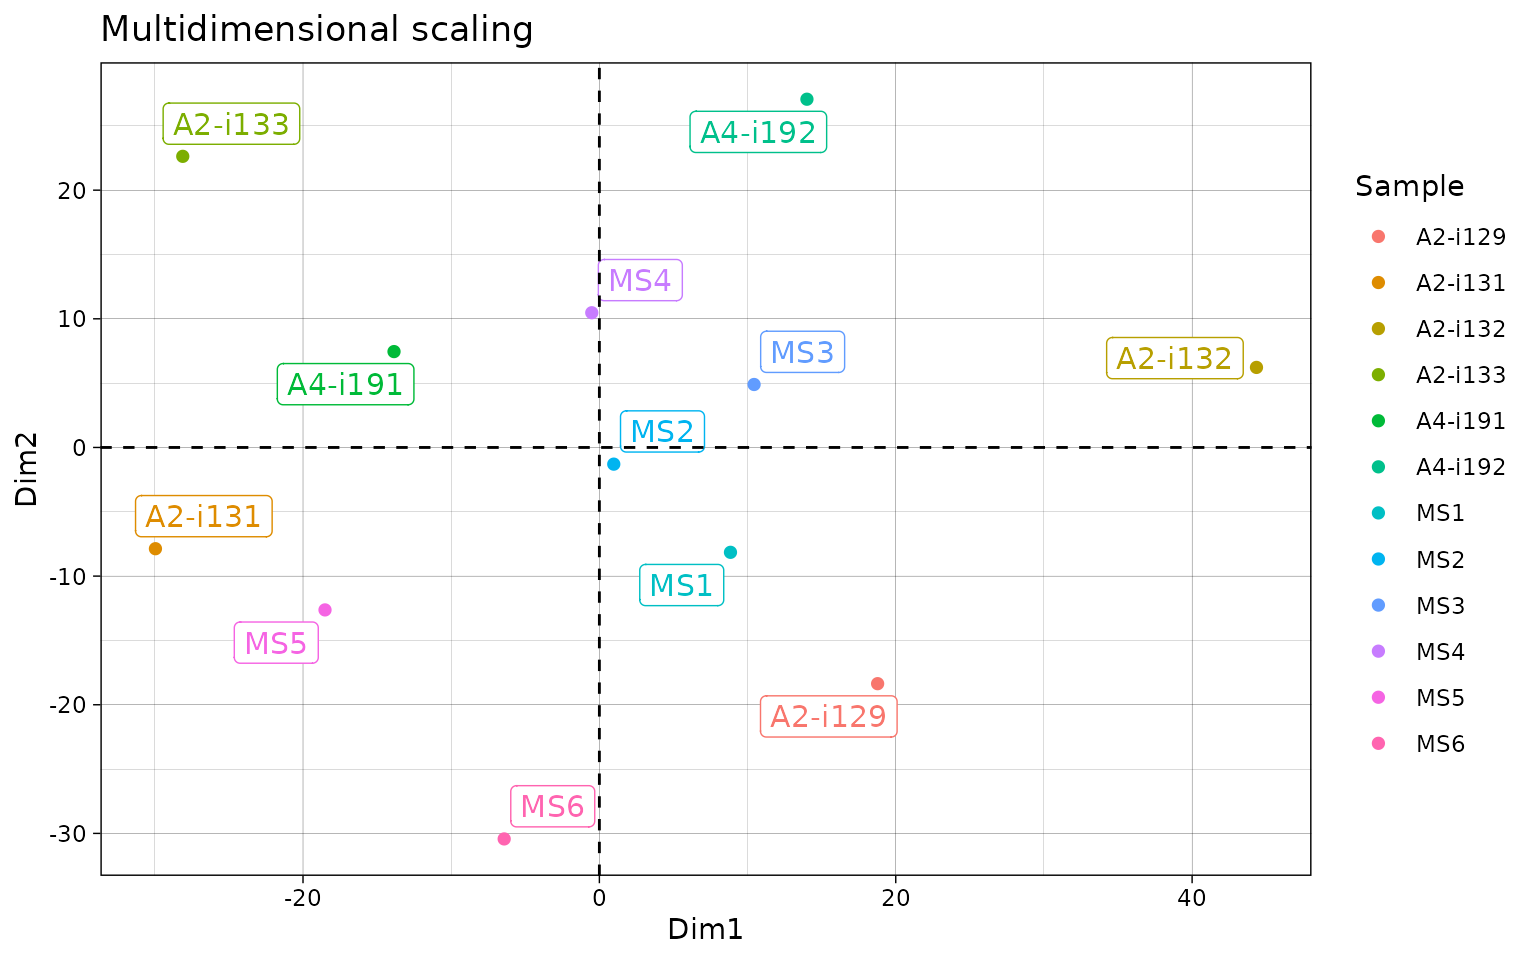 Multidimensional scaling
A2-i133
A4-i192
MS4
MS3
A2-i132
A4-i191
MS2
A2-i131
MS1
MS5
A2-i129
MS6
20
10
0
-10
-20
-30
Dim2
-20
0
20
40
Dim1
Sample
A2-i129
A2-i131
A2-i132
A2-i133
A4-i191
A4-i192
MS1
MS2
MS3
MS4
MS5
MS6